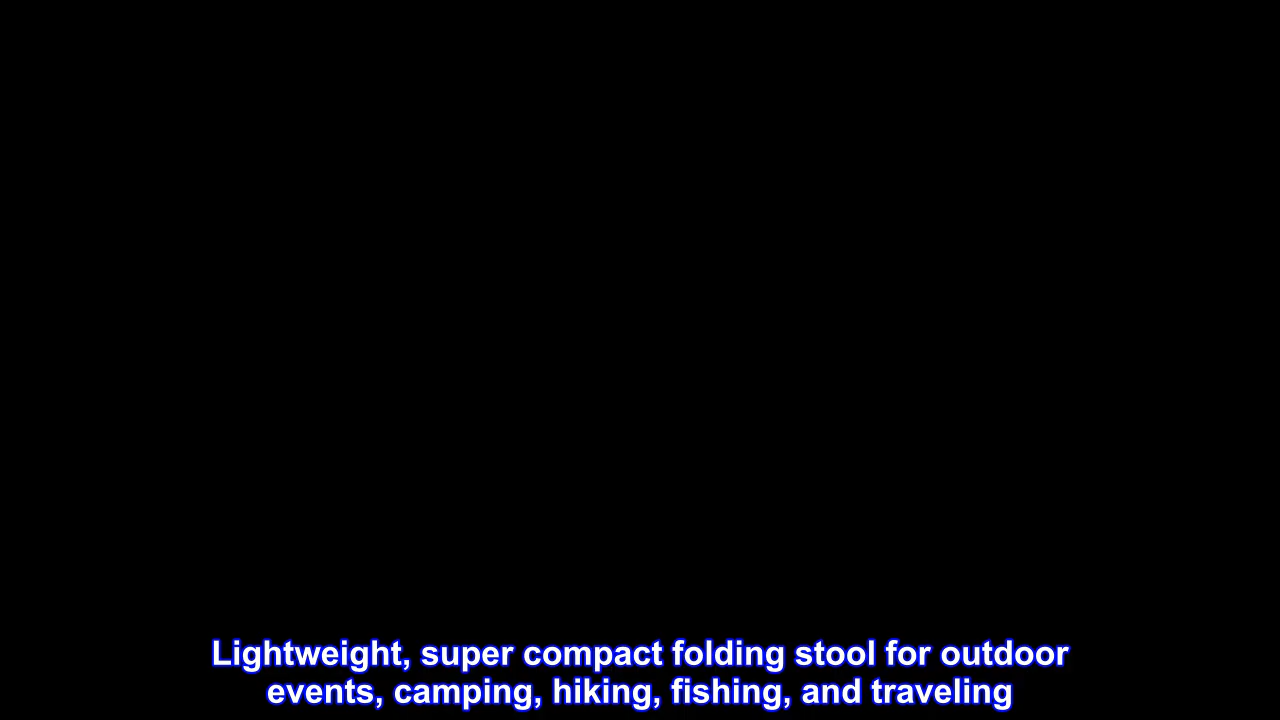 Lightweight, super compact folding stool for outdoor
events, camping, hiking, fishing, and traveling